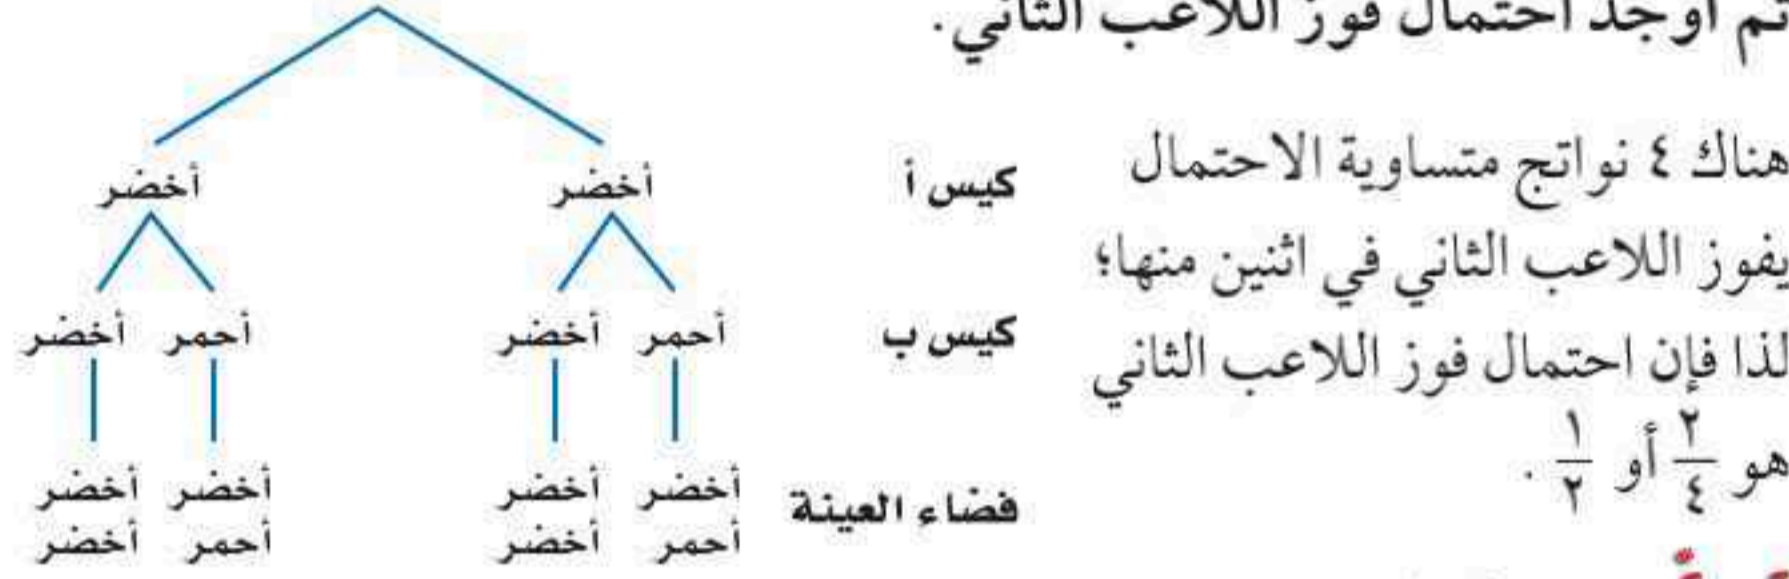 ثم أوجد احتمال فوز اللاعب الثاني.
هناك ٤ نواتج متساوية الاحتمال
يفوز اللاعب الثاني في اثنين منها؛
لذا فإن احتمال فوز اللاعب الثاني
هو ٢/٤ أو ١/٢ .
كيس أ أخضر أخضر
كيس ب أحمر أخضر أحمر أخضر
فضاء العينة
أخضر أخضر أخضر أخضر
أحمر أخضر أحمر أخضر